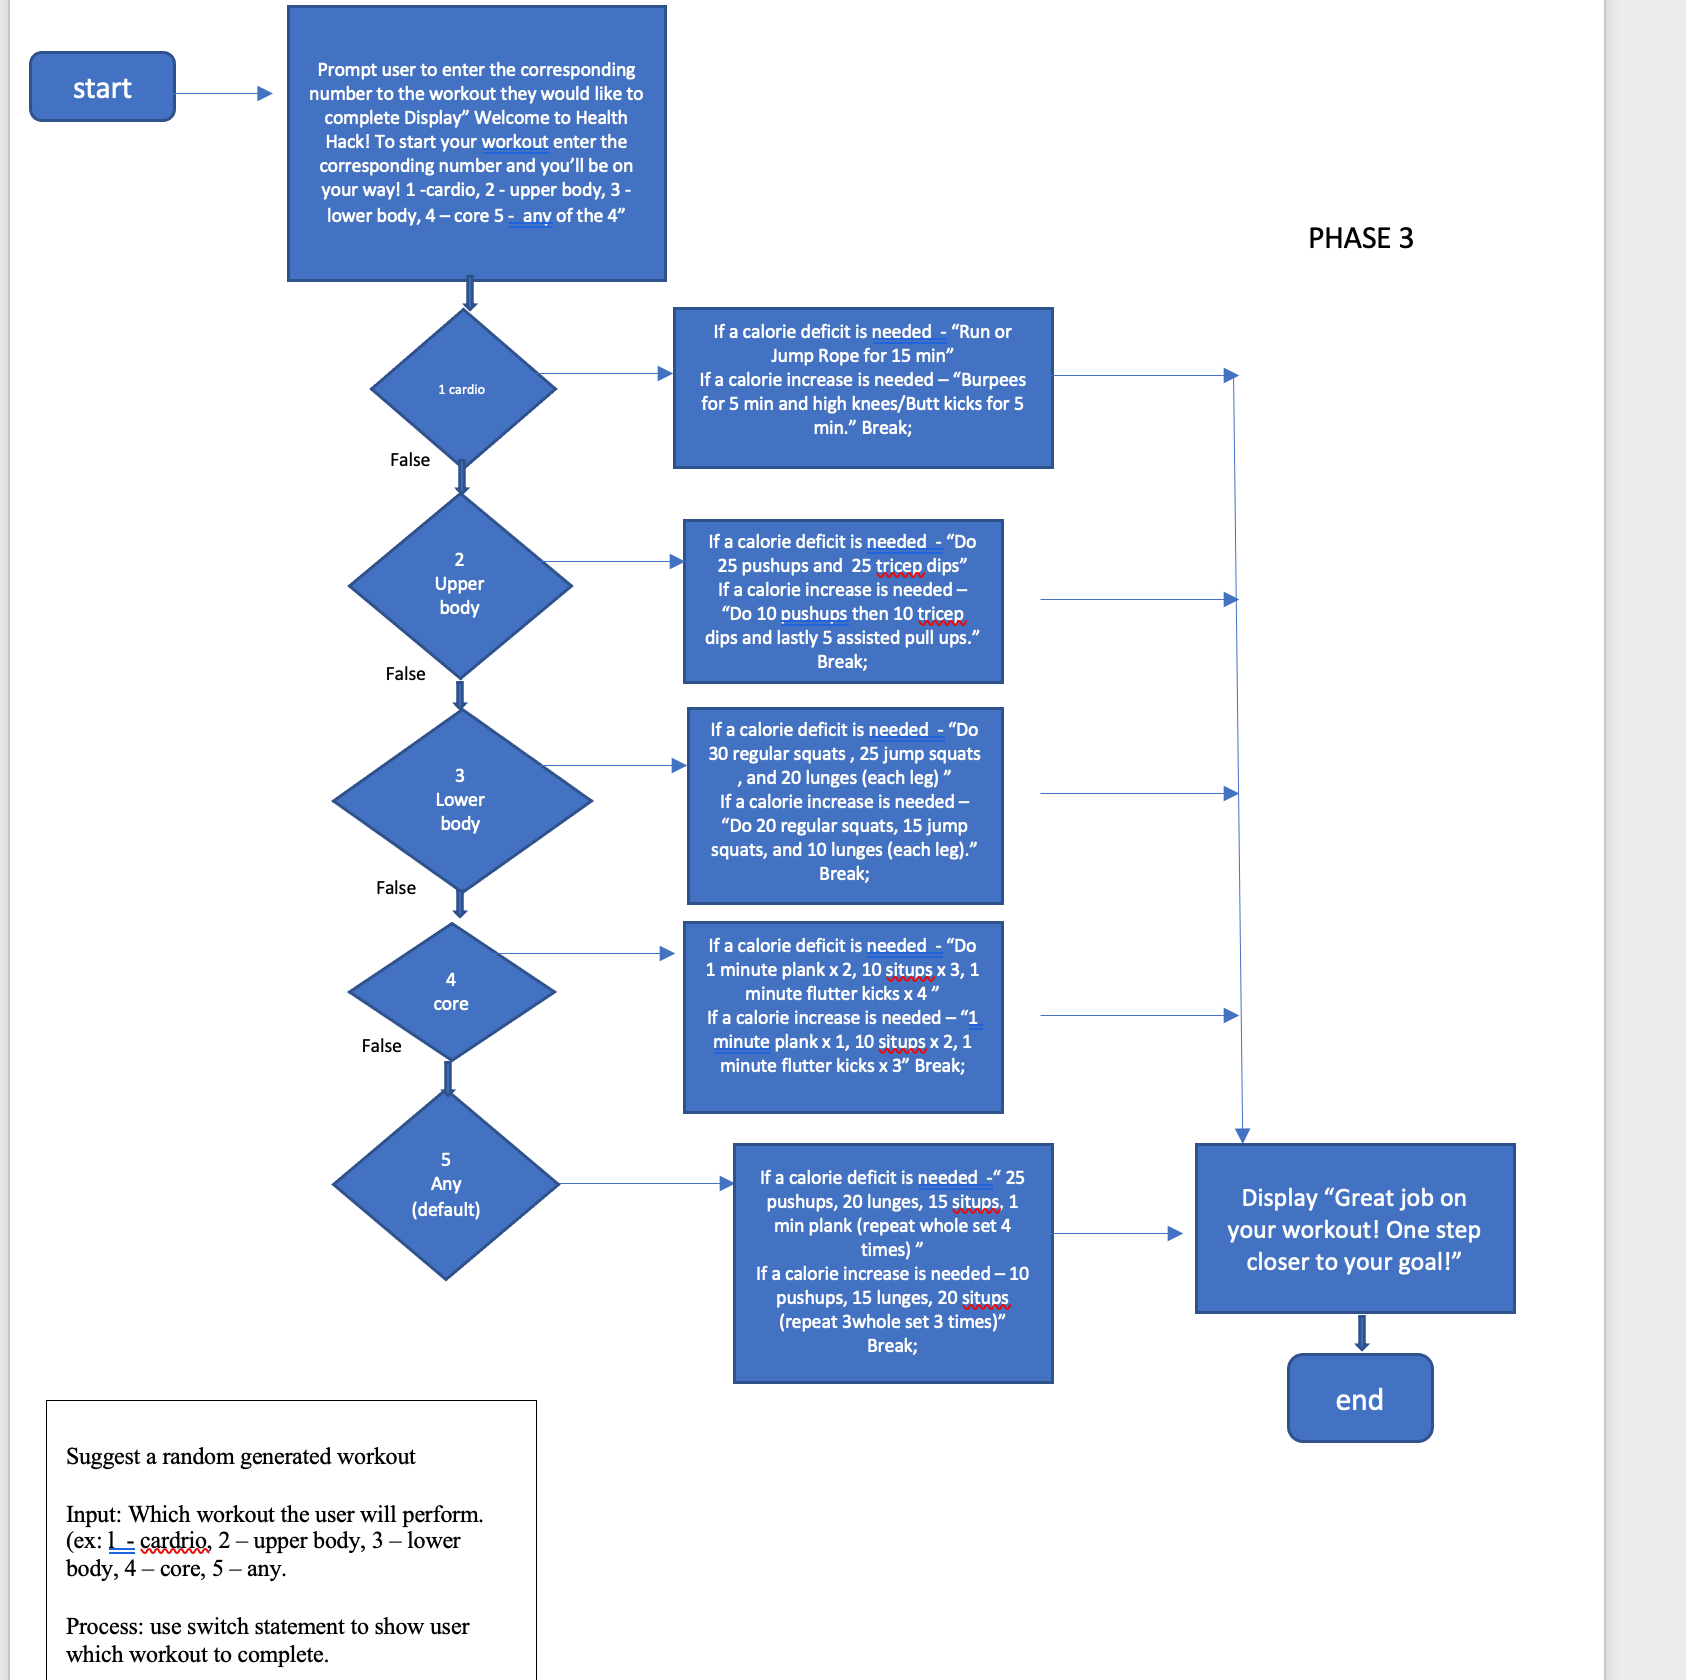 start
Prompt user to enter the corresponding
number to the workout they would like to
complete Display” Welcome to Health
Hack! To start your workout enter the
corresponding number and you’ll be on
your way! 1 -cardio, 2 - upper body, 3 -
lower body, 4 – core 5 -  any of the 4”
PHASE 3
1 cardio
If a calorie deficit is needed  - “Run or
Jump Rope for 15 min”
If a calorie increase is needed – “Burpees
for 5 min and high knees/Butt kicks for 5
min.” Break;
False
2
Upper
body
If a calorie deficit is needed  - “Do
25 pushups and  25 tricep dips”
If a calorie increase is needed –
“Do 10 pushups then 10 tricep
dips and lastly 5 assisted pull ups.”
Break;
False
3
Lower
body
If a calorie deficit is needed  - “Do
30 regular squats , 25 jump squats
, and 20 lunges (each leg) ”
If a calorie increase is needed –
“Do 20 regular squats, 15 jump
squats, and 10 lunges (each leg).”
Break;
False
4
core
If a calorie deficit is needed  - “Do
1 minute plank x 2, 10 situps x 3, 1
minute flutter kicks x 4 ”
If a calorie increase is needed – “1
minute plank x 1, 10 situps x 2, 1
minute flutter kicks x 3” Break;
False
5
Any
(default)
If a calorie deficit is needed  -“ 25
pushups, 20 lunges, 15 situps, 1
min plank (repeat whole set 4
times) ”
If a calorie increase is needed – 10
pushups, 15 lunges, 20 situps
(repeat 3whole set 3 times)”
Break;
Display “Great job on
your workout! One step
closer to your goal!”
end
Suggest a random generated workout
Input: Which workout the user will perform.
(ex: 1  - cardrio, 2 – upper body, 3 – lower
body, 4 – core, 5 – any.
Process: use switch statement to show user
which workout to complete.